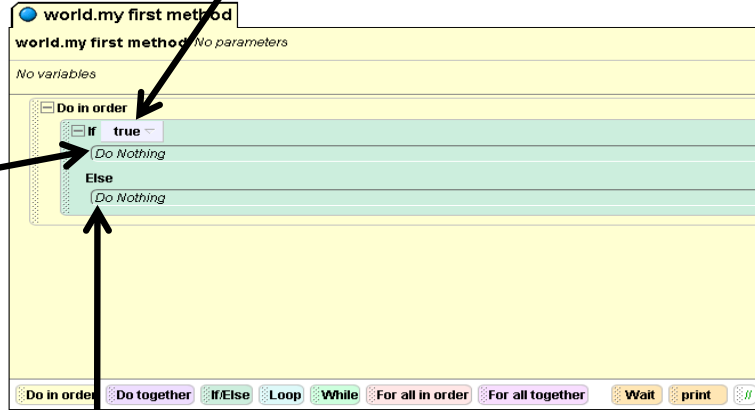 world.my first method
world.my first method No parameters
No variables
Do in order
If true
Do Nothing
Else
Do Nothing
Do in order Do together If/Else Loop While For all in order For all together Wait print //